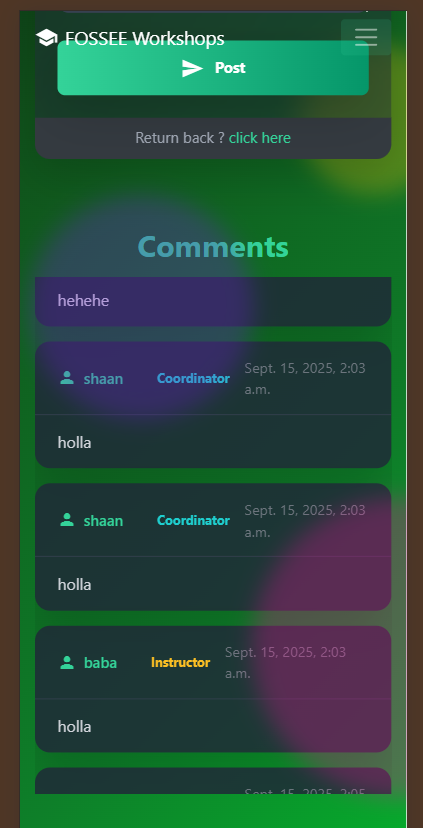 FOSSEE Workshops
Post
Return back ? click here
Comments
hehehe
shaan Coordinator Sept. 15, 2025, 2:03
a.m.
holla
shaan Coordinator Sept. 15, 2025, 2:03
a.m.
holla
baba Instructor Sept. 15, 2025, 2:03
a.m.
holla
Sept. 15, 2025, 2:05